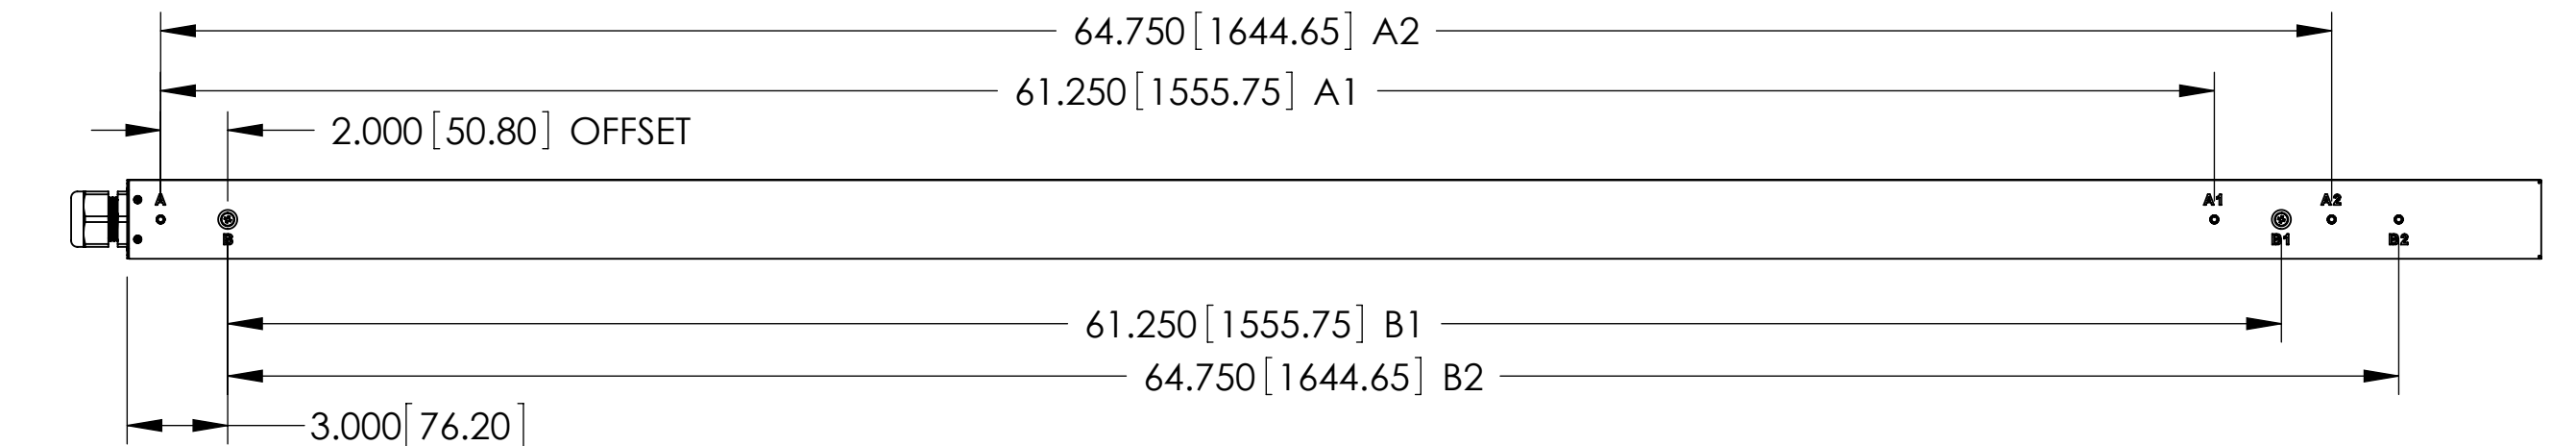 64.750[1644.65] A2
61.250[1555.75] A1
2.000[50.80] OFFSET
A
A1
A2
B
B1
B2
61.250[1555.75] B1
64.750[1644.65] B2
3.000[76.20]